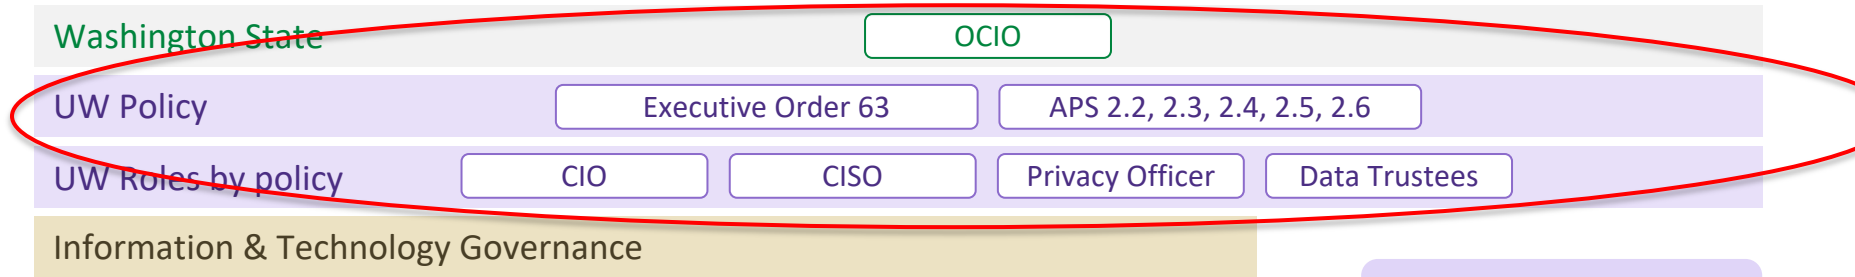 Washington State OCIO
UW Policy Executive Order 63 APS 2.2, 2.3, 2.4, 2.5, 2.6
UW Roles by policy CIO CISO Privacy Officer Data Trustees
Information & Technology Governance